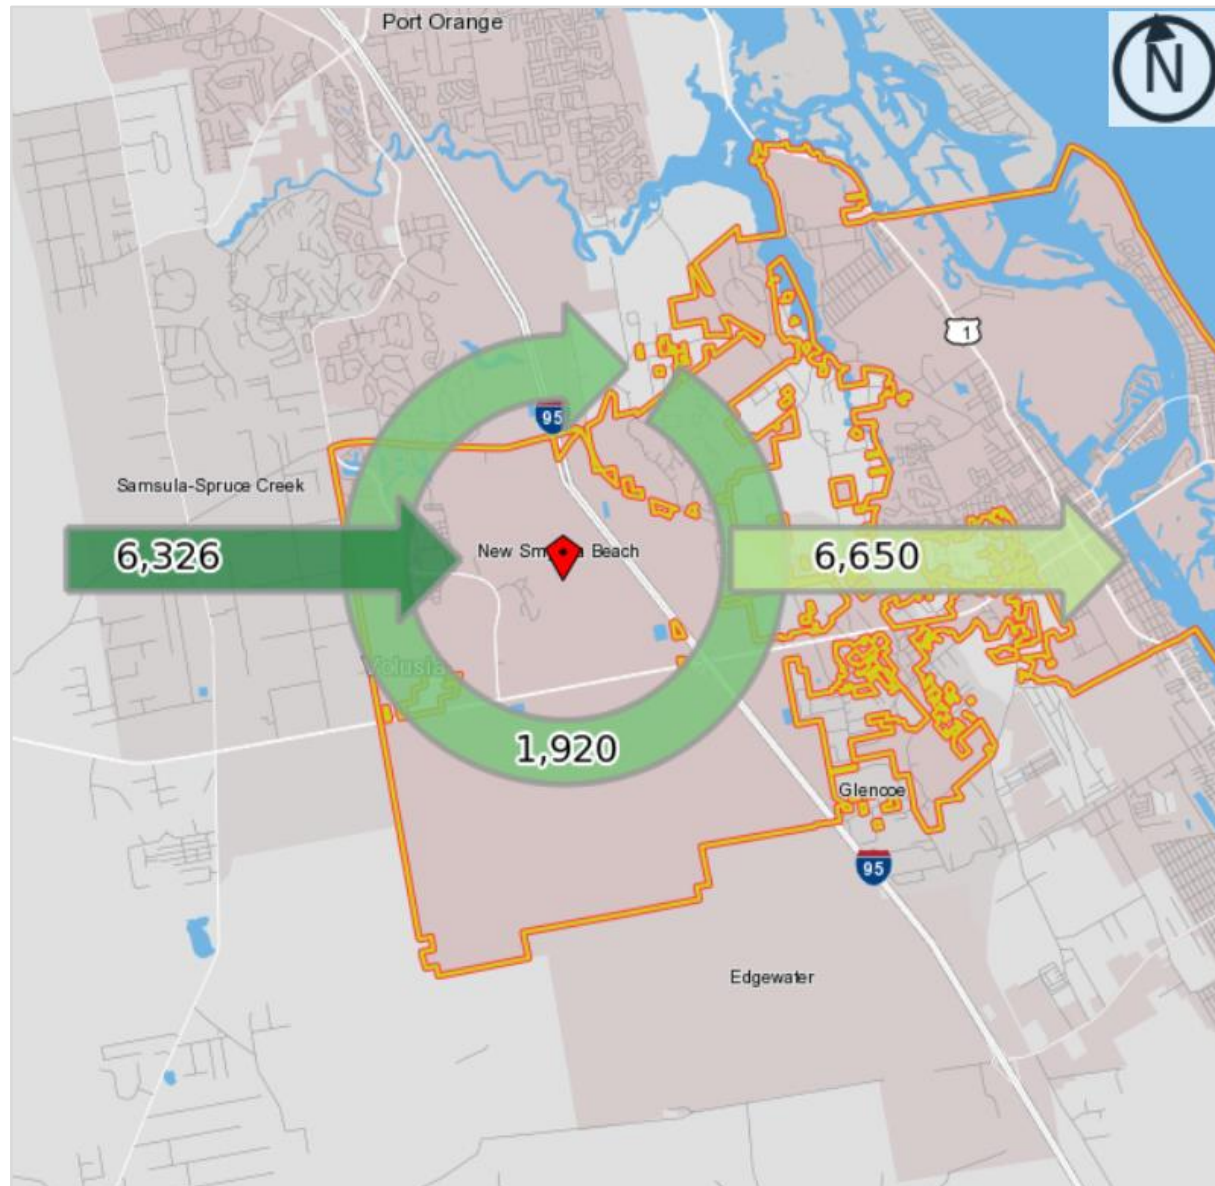 Port Orange
N
1
95
Samsula-Spruce Creek
6,326
New Sm
a Beach
6,650
Volusia
1,920
Glencoe
95
Edgewater